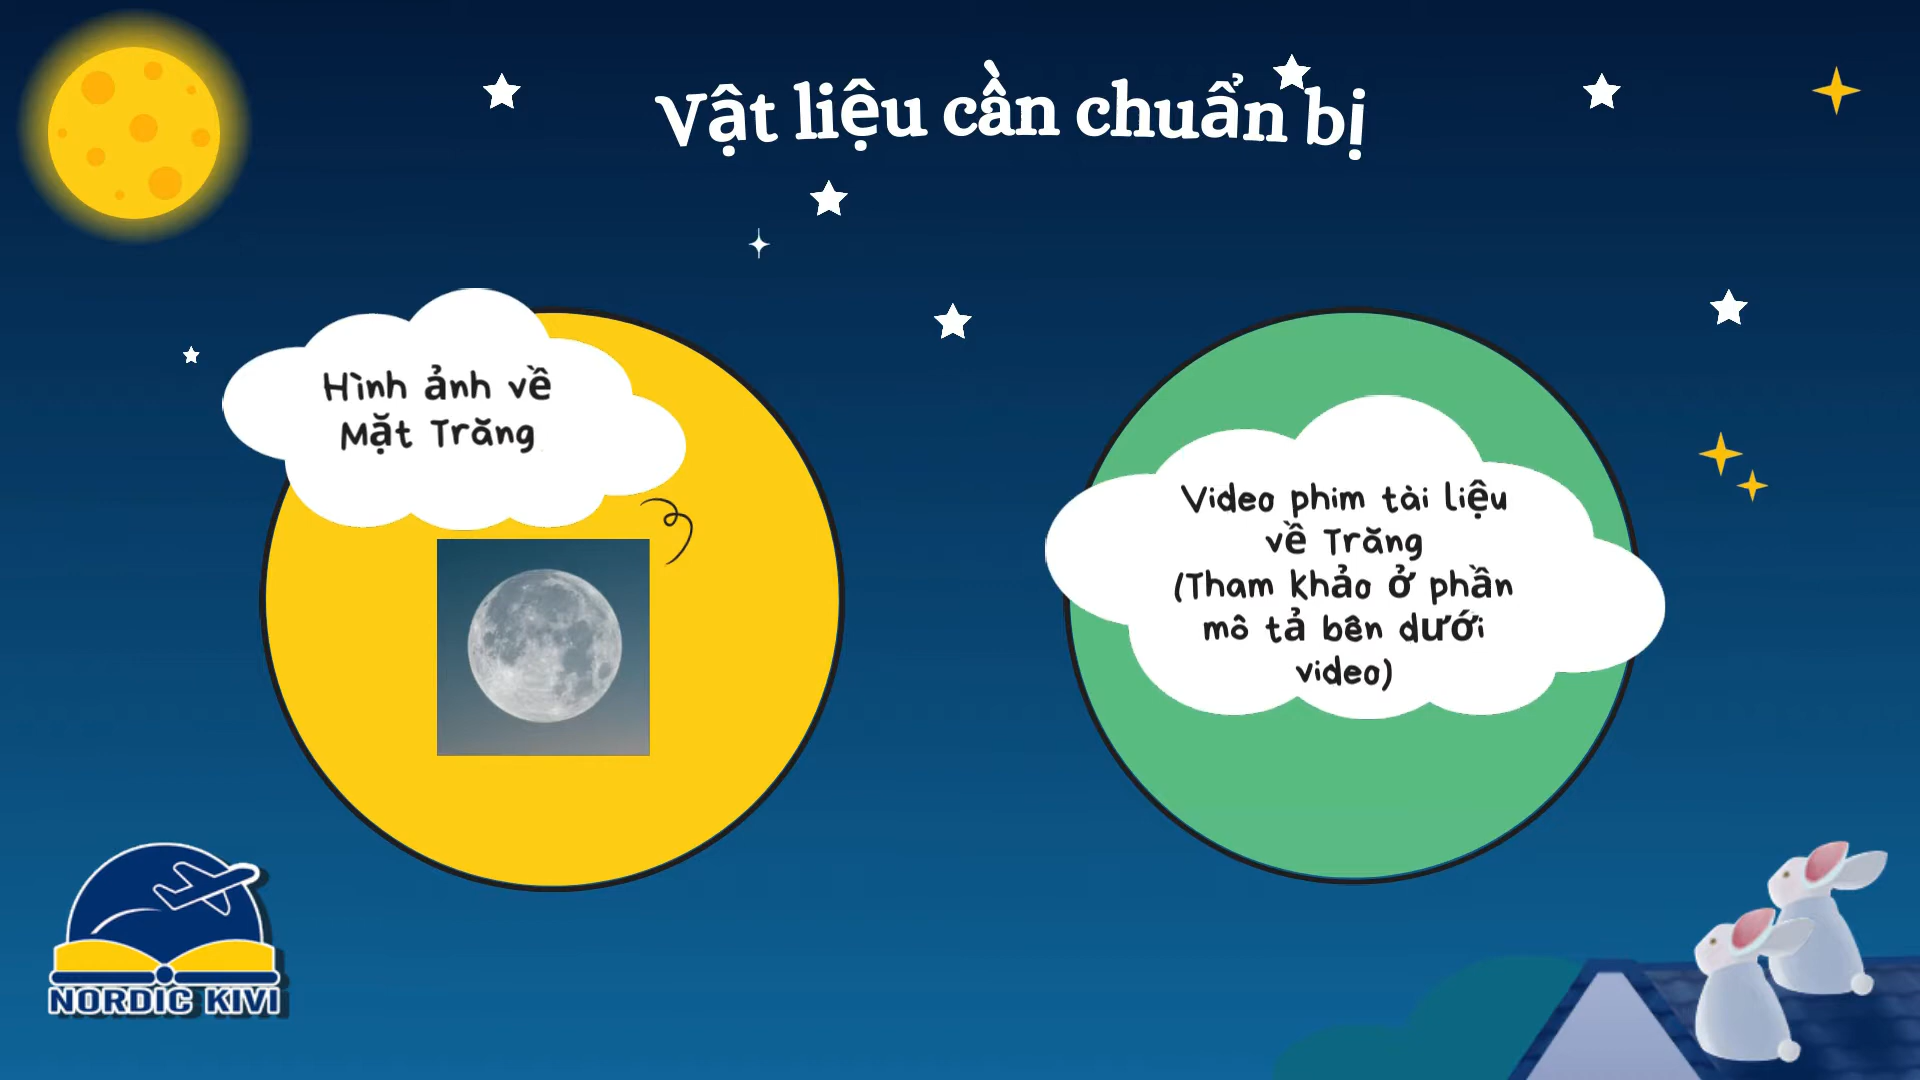 Vật liệu cần chuẩn bị
Hình ảnh về
Mặt Trăng
Video phim tài liệu
về Trăng
(Tham khảo ở phần
mô tả bên dưới
video)
NORDIC KIVI